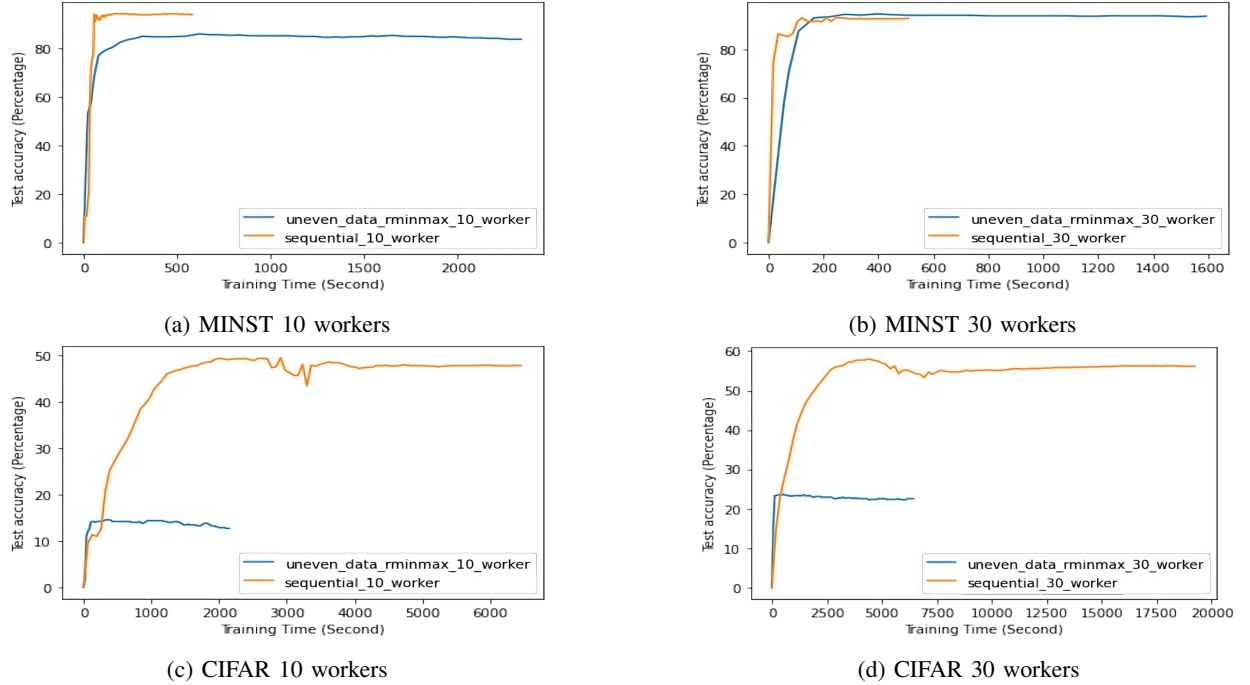 80
60
40
20
0
Test accuracy (Percentage)
uneven_data_rminmax_10_worker
sequential_10_worker
0 500 1000 1500 2000
Training Time (Second)
(a) MINST 10 workers
80
60
40
20
0
Test accuracy (Percentage)
uneven_data_rminmax_30_worker
sequential_30_worker
0 200 400 600 800 1000 1200 1400 1600
Training Time (Second)
(b) MINST 30 workers
50
40
30
20
10
0
Test accuracy (Percentage)
uneven_data_rminmax_10_worker
sequential_10_worker
0 1000 2000 3000 4000 5000 6000
Training Time (Second)
(c) CIFAR 10 workers
60
50
40
30
20
10
0
Test accuracy (Percentage)
uneven_data_rminmax_30_worker
sequential_30_worker
0 2500 5000 7500 10000 12500 15000 17500 20000
Training Time (Second)
(d) CIFAR 30 workers